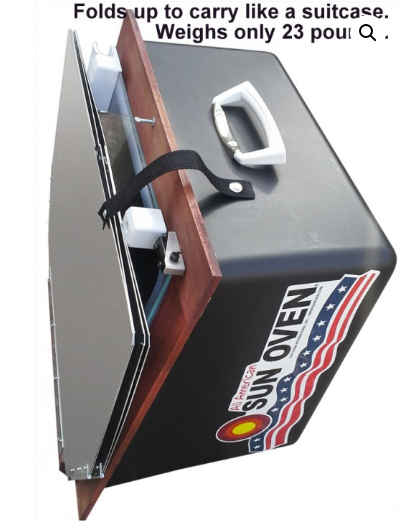 Folds up to carry like a suitcase.
Weighs only 23
All American
SUN OVEN